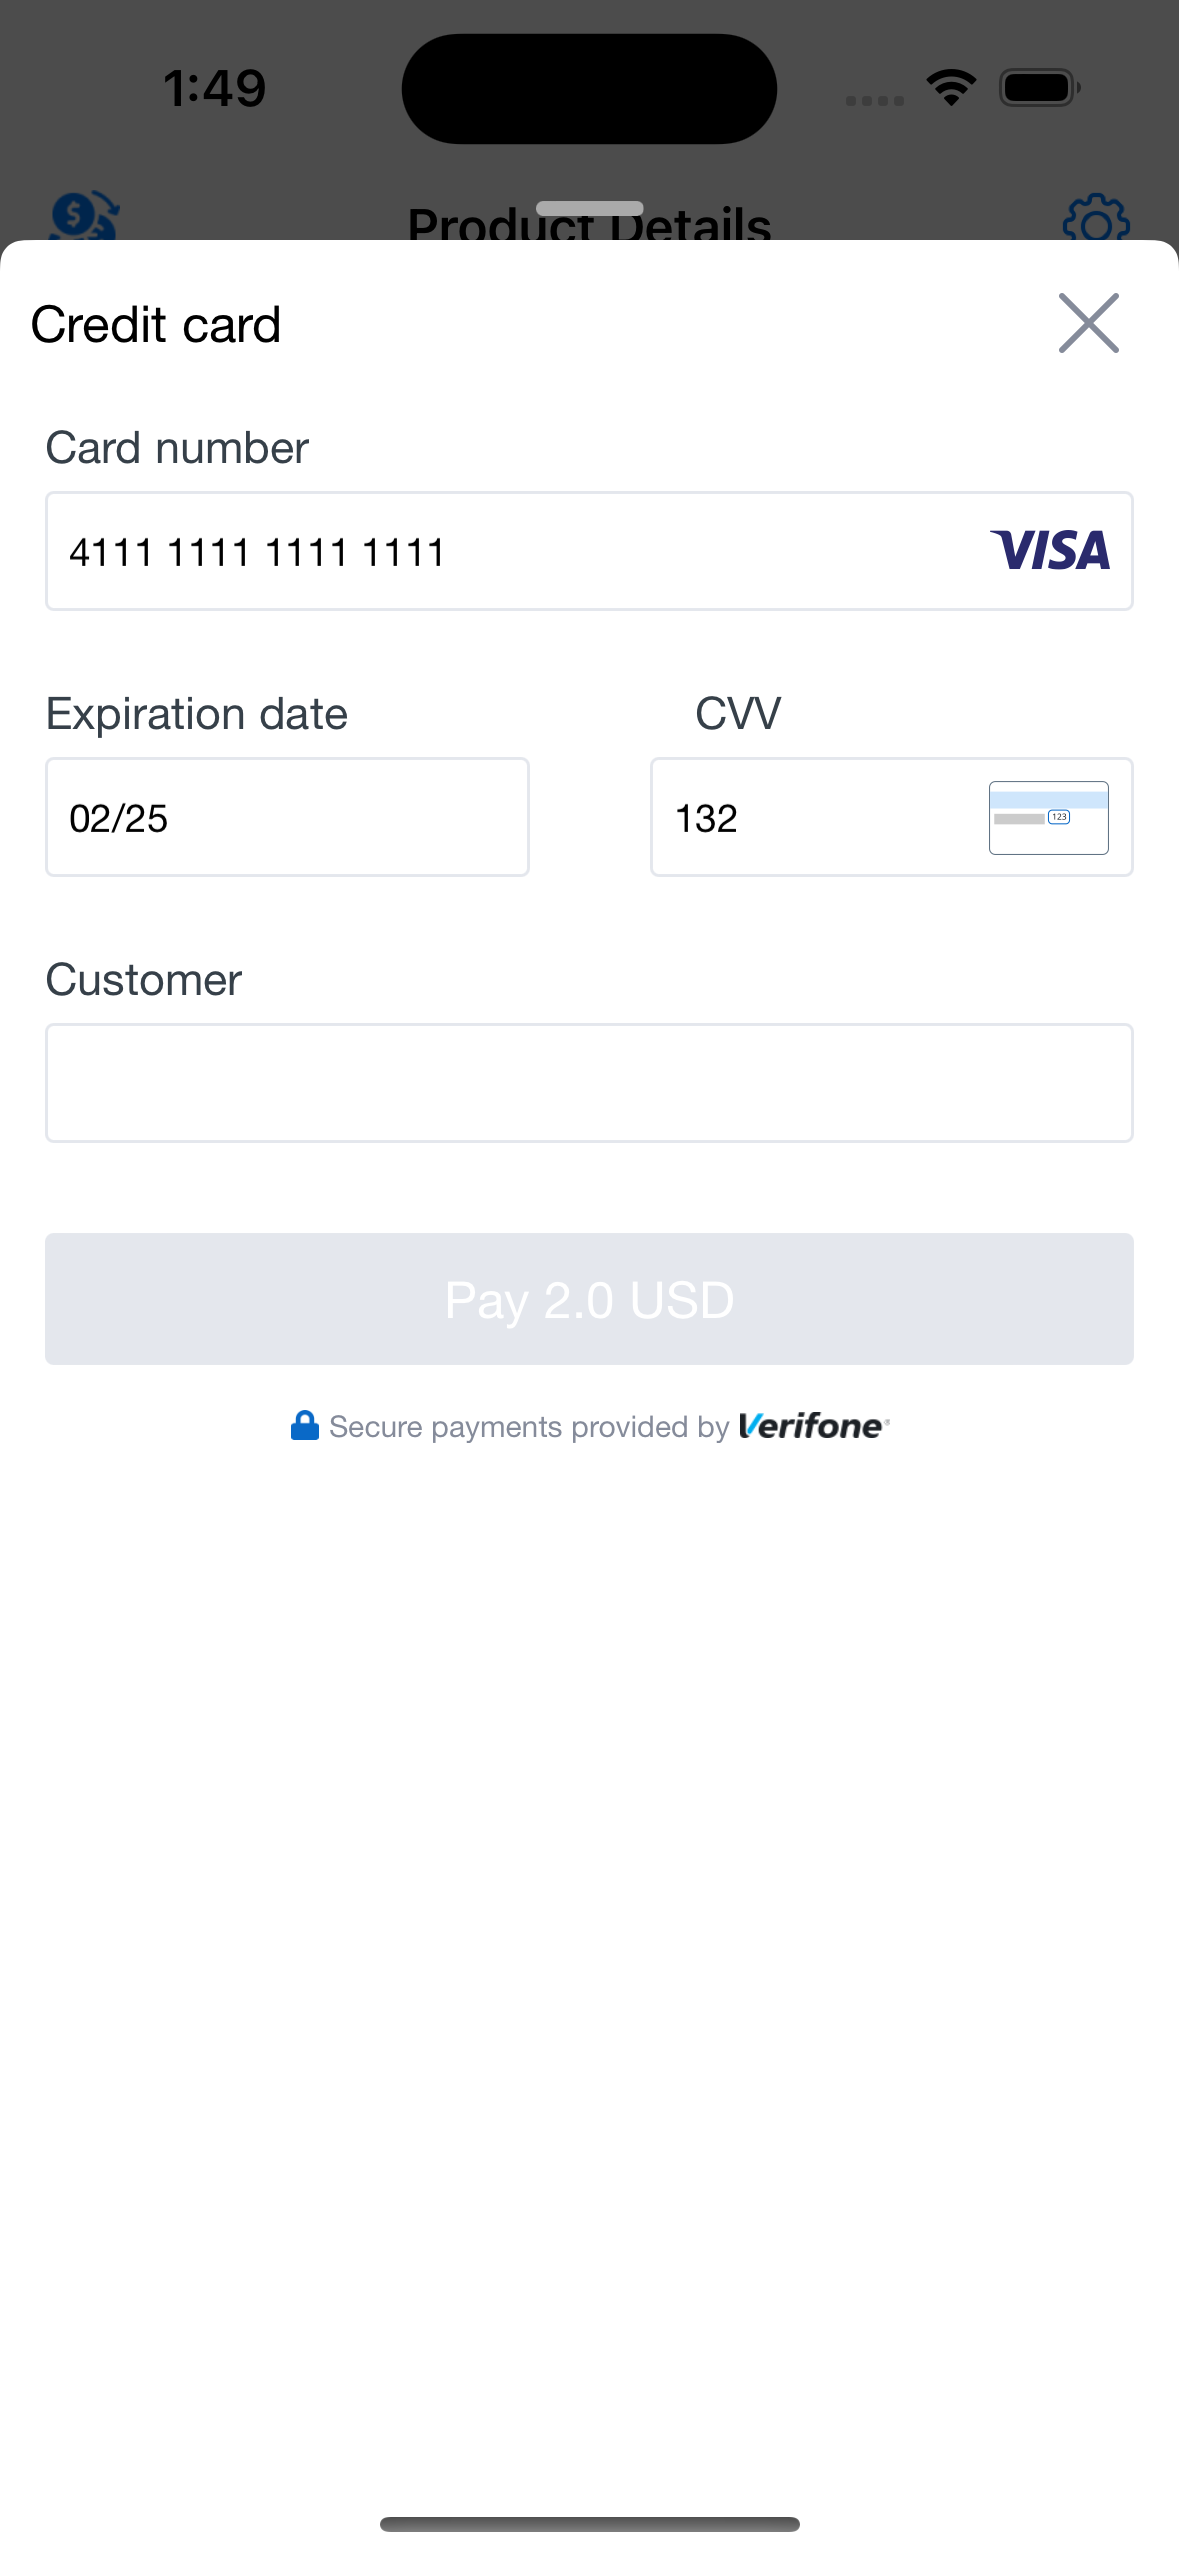 1:49
Product Details
Credit card
Card number
4111 1111 1111 1111
VISA
Expiration date
CVV
02/25
132
123
Customer
Pay 2.0 USD
Secure payments provided by Verifone